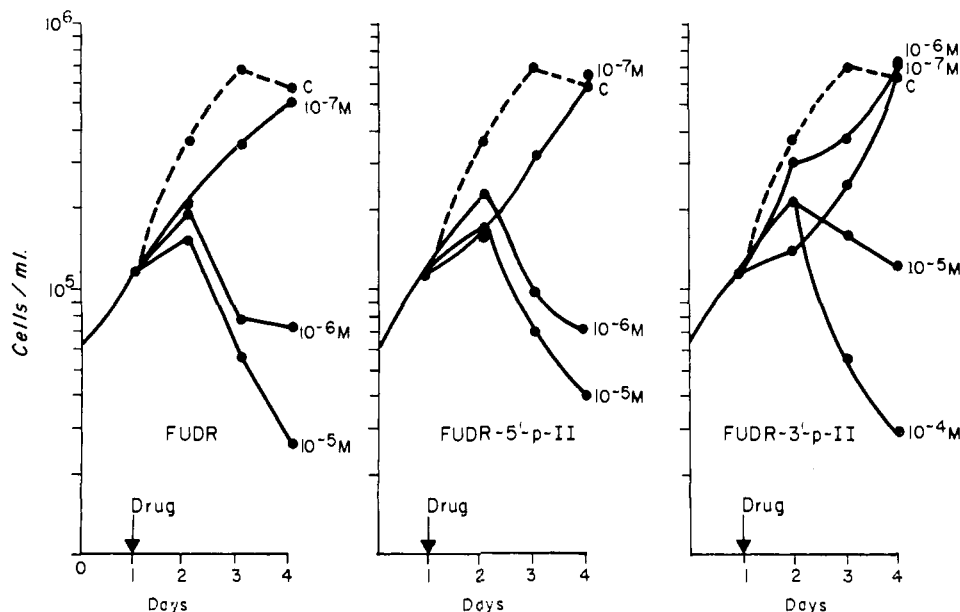 10⁶
10⁵
Cells / ml.
C
10⁻⁷M
10⁻⁶M
10⁻⁵M
FUDR
Drug
0 1 2 3 4
Days
10⁻⁷M
C
10⁻⁶M
10⁻⁵M
FUDR-5'-p-II
Drug
1 2 3 4
Days
10⁻⁶M
10⁻⁷M
C
10⁻⁵M
10⁻⁴M
FUDR-3'-p-II
Drug
1 2 3 4
Days